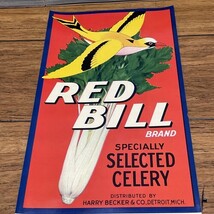 RED
BILL
BRAND
SPECIALLY
SELECTED
CELERY
DISTRIBUTED BY
HARRY BECKER & CO., DETROIT, MICH.